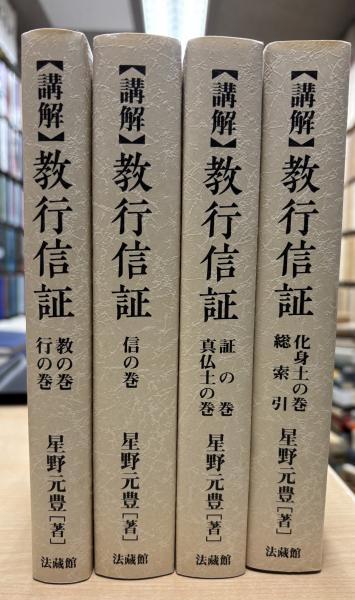 【講解】教行信証
教の巻
行の巻
星野元豊[著]
法藏館
【講解】教行信証
信の巻
星野元豊[著]
法藏館
【講解】教行信証
証の巻
真仏土の巻
星野元豊[著]
法藏館
【講解】教行信証
化身土の巻
総索引
星野元豊[著]
法藏館